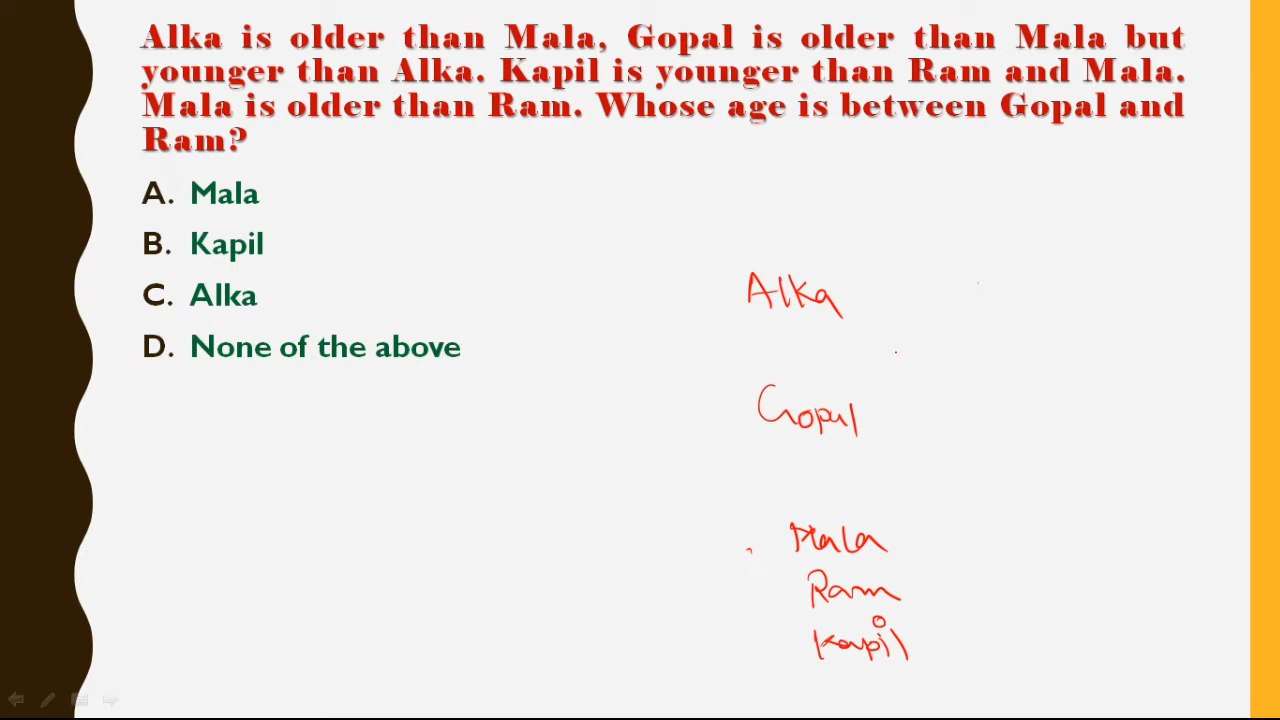 Alka is older than Mala, Gopal is older than Mala but
younger than Alka. Kapil is younger than Ram and Mala.
Mala is older than Ram. Whose age is between Gopal and
Ram?
A. Mala
B. Kapil
C. Alka
D. None of the above
Alka
Gopal
Mala
Ram
Kapil